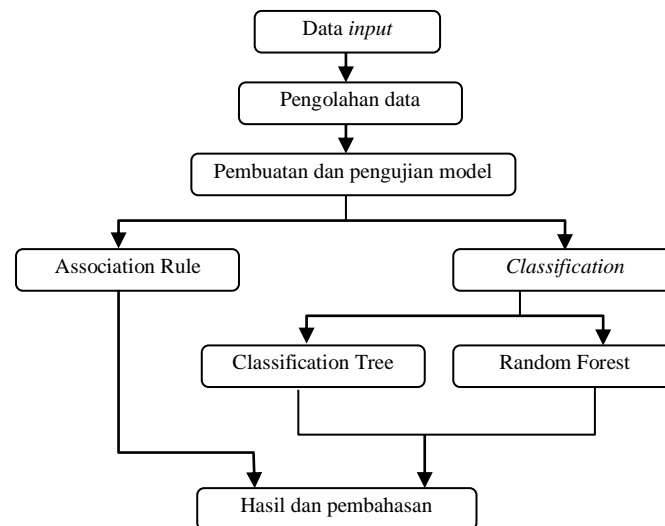 Data input
Pengolahan data
Pembuatan dan pengujian model
Association Rule
Classification
Classification Tree
Random Forest
Hasil dan pembahasan